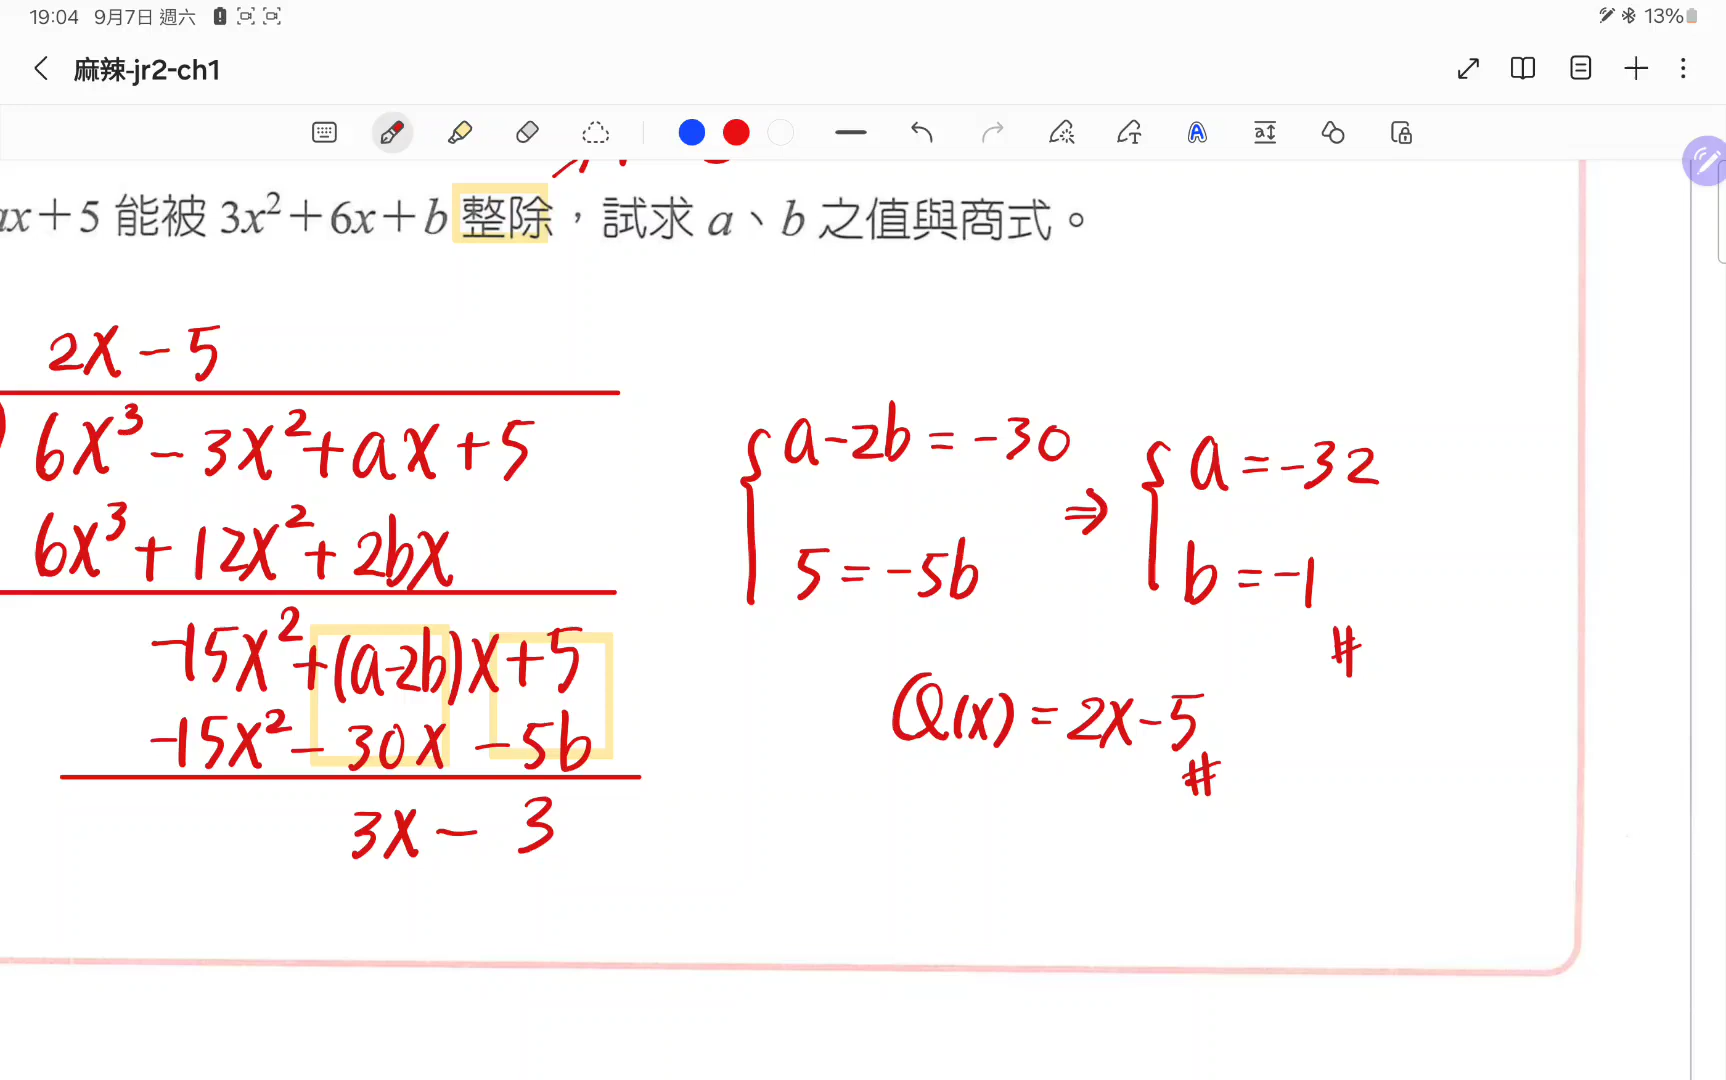 19:04 9月7日 週六 13%
麻辣-jr2-ch1
ax+5 能被 3x²+6x+b 整除,試求 a、b 之值與商式。
2x-5
6x³-3x²+ax+5
6x³+12x²+2bx
-15x²+(a-2b)x+5
-15x²-30x-5b
3x-3
a-2b=-30
5=-5b
⇒
a=-32
b=-1
#
Q(x)=2x-5
#